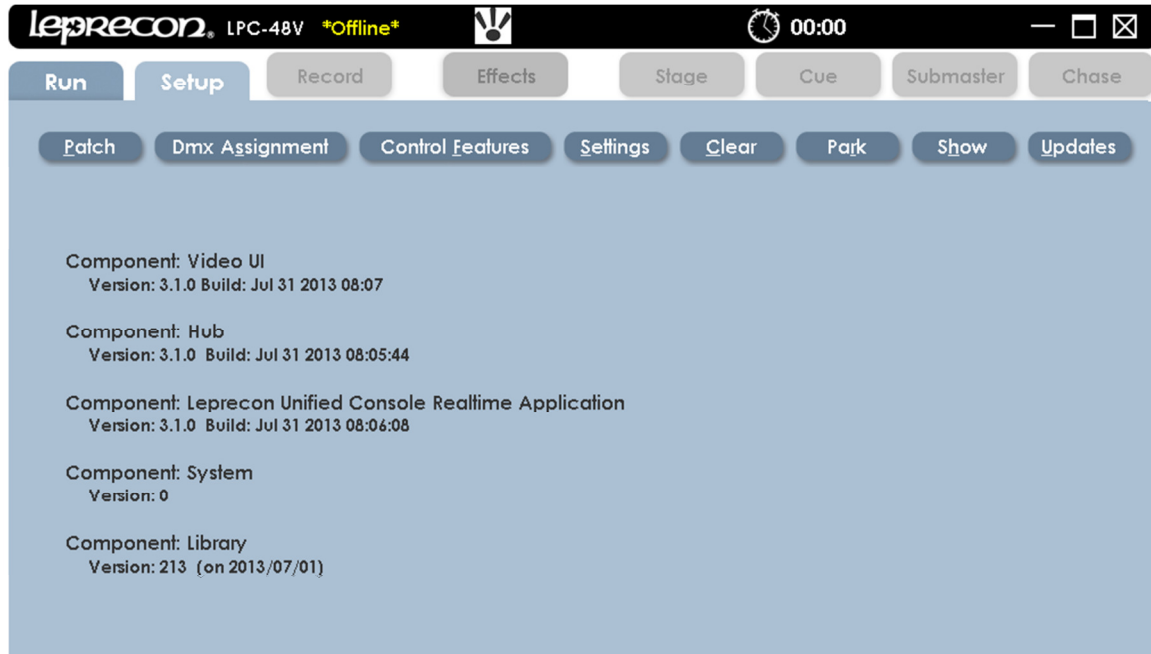 Leprecon® LPC-48V *Offline* 00:00
Run Setup Record Effects Stage Cue Submaster Chase
Patch Dmx Assignment Control Features Settings Clear Park Show Updates
Component: Video UI
Version: 3.1.0 Build: Jul 31 2013 08:07
Component: Hub
Version: 3.1.0 Build: Jul 31 2013 08:05:44
Component: Leprecon Unified Console Realtime Application
Version: 3.1.0 Build: Jul 31 2013 08:06:08
Component: System
Version: 0
Component: Library
Version: 213 (on 2013/07/01)